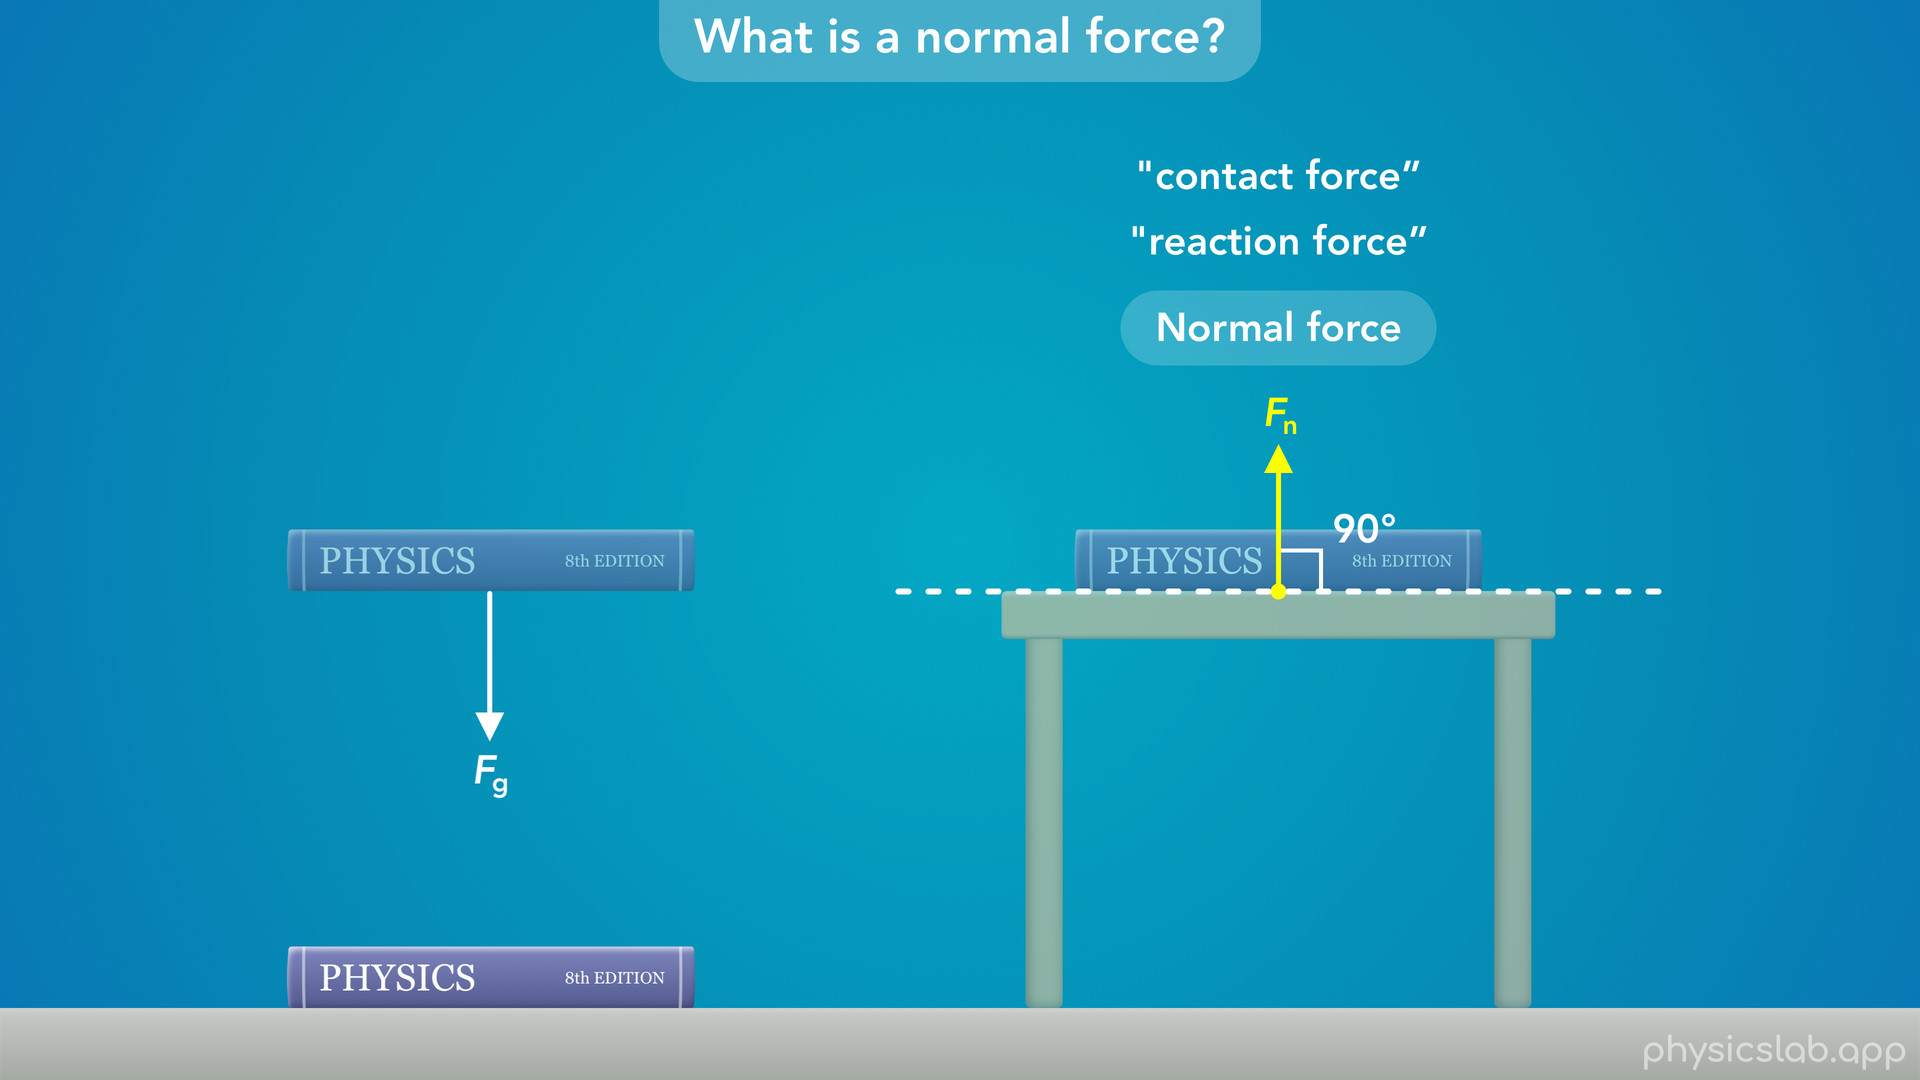 What is a normal force?
"contact force”
"reaction force”
Normal force
Fn
90°
PHYSICS 8th EDITION
PHYSICS 8th EDITION
Fg
PHYSICS 8th EDITION
physicslab.app